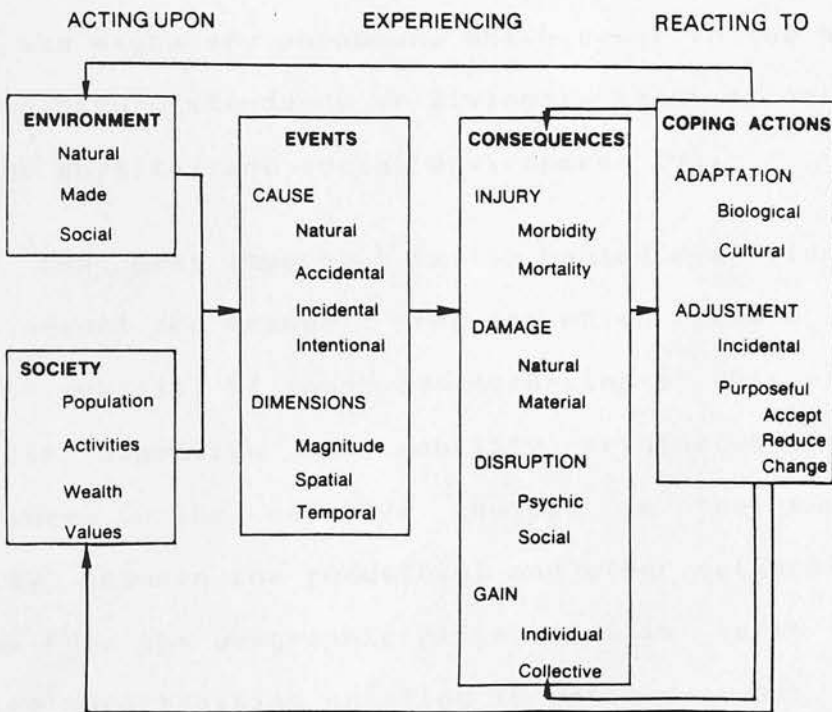 ACTING UPON
EXPERIENCING
REACTING TO
ENVIRONMENT
Natural
Made
Social
SOCIETY
Population
Activities
Wealth
Values
EVENTS
CAUSE
Natural
Accidental
Incidental
Intentional
DIMENSIONS
Magnitude
Spatial
Temporal
CONSEQUENCES
INJURY
Morbidity
Mortality
DAMAGE
Natural
Material
DISRUPTION
Psychic
Social
GAIN
Individual
Collective
COPING ACTIONS
ADAPTATION
Biological
Cultural
ADJUSTMENT
Incidental
Purposeful
Accept
Reduce
Change